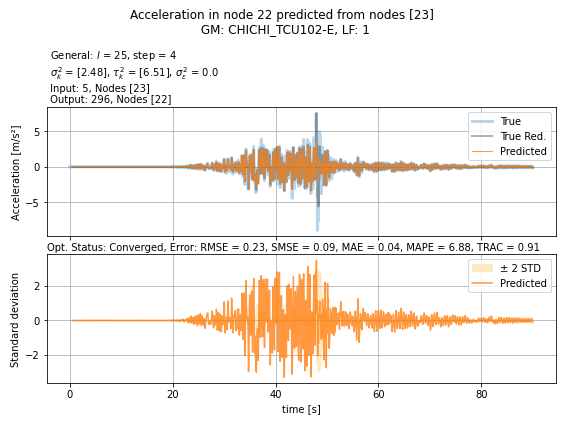 Acceleration in node 22 predicted from nodes [23]
GM: CHICHI_TCU102-E, LF: 1
General: l = 25, step = 4
σ²ₖ = [2.48], τ²ₖ = [6.51], σ²ε = 0.0
Input: 5, Nodes [23]
Output: 296, Nodes [22]
Acceleration [m/s²]
5
0
−5
True
True Red.
Predicted
Opt. Status: Converged, Error: RMSE = 0.23, SMSE = 0.09, MAE = 0.04, MAPE = 6.88, TRAC = 0.91
Standard deviation
2
0
−2
± 2 STD
Predicted
0 20 40 60 80
time [s]